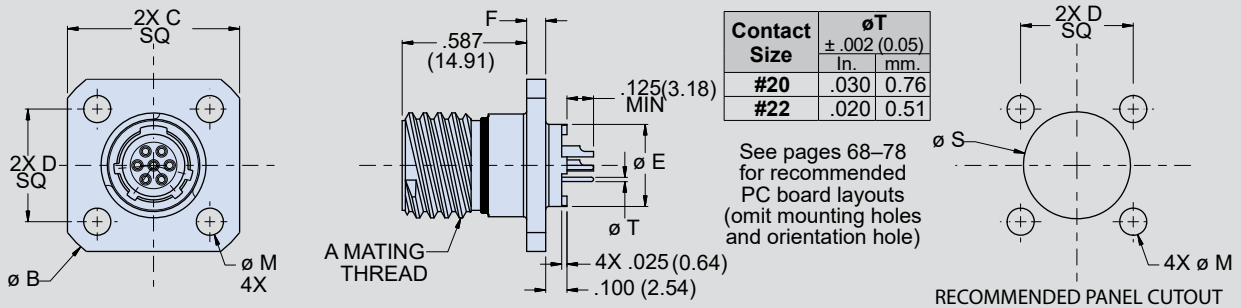 2X C
SQ
2X D
SQ
ø B
ø M
4X
F
.587
(14.91)
.125(3.18)
MIN
ø E
ø T
A MATING
THREAD
4X .025 (0.64)
.100 (2.54)
Contact
Size
øT
± .002 (0.05)
In. mm.
#20 .030 0.76
#22 .020 0.51
See pages 68–78
for recommended
PC board layouts
(omit mounting holes
and orientation hole)
2X D
SQ
ø S
4X ø M
RECOMMENDED PANEL CUTOUT